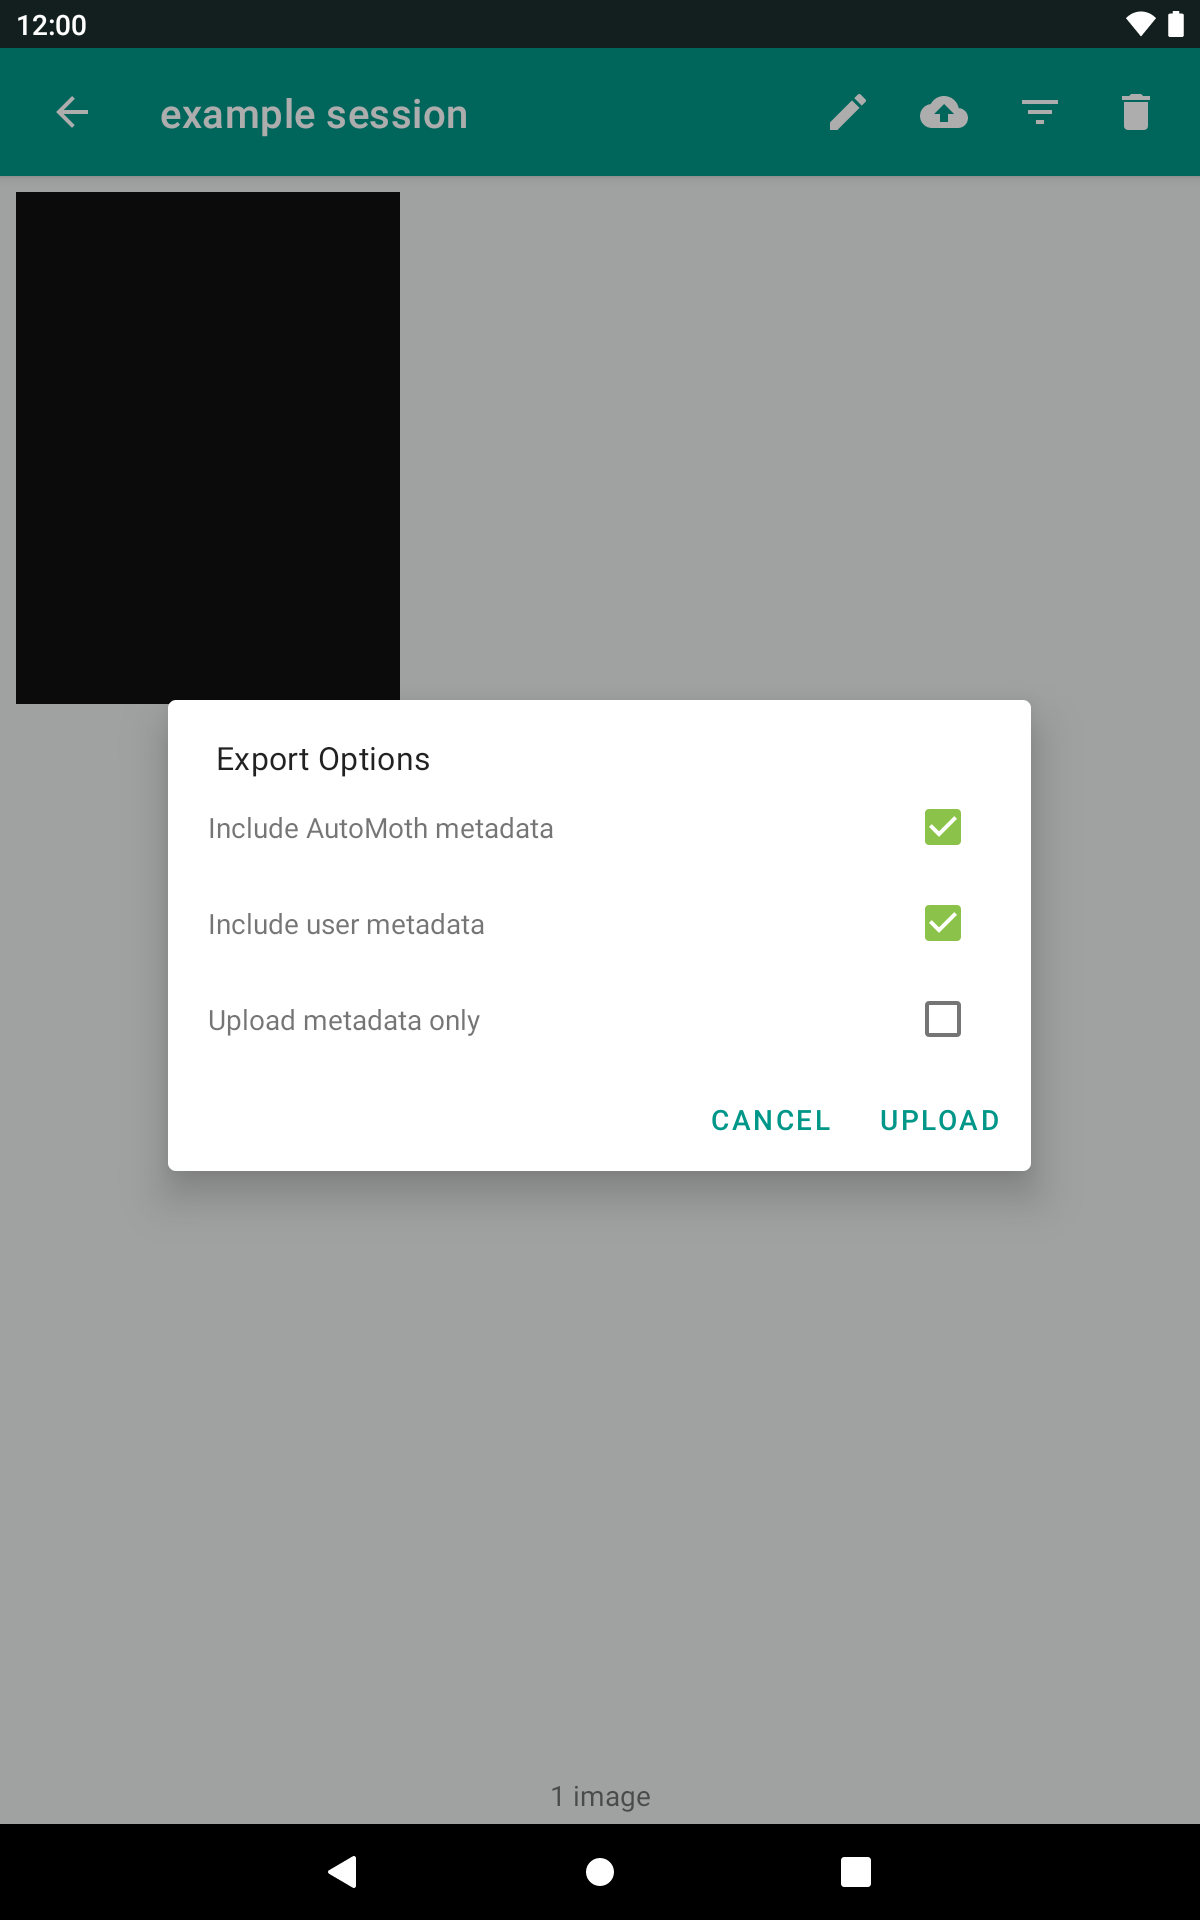 12:00
example session
Export Options
Include AutoMoth metadata
Include user metadata
Upload metadata only
CANCEL UPLOAD
1 image